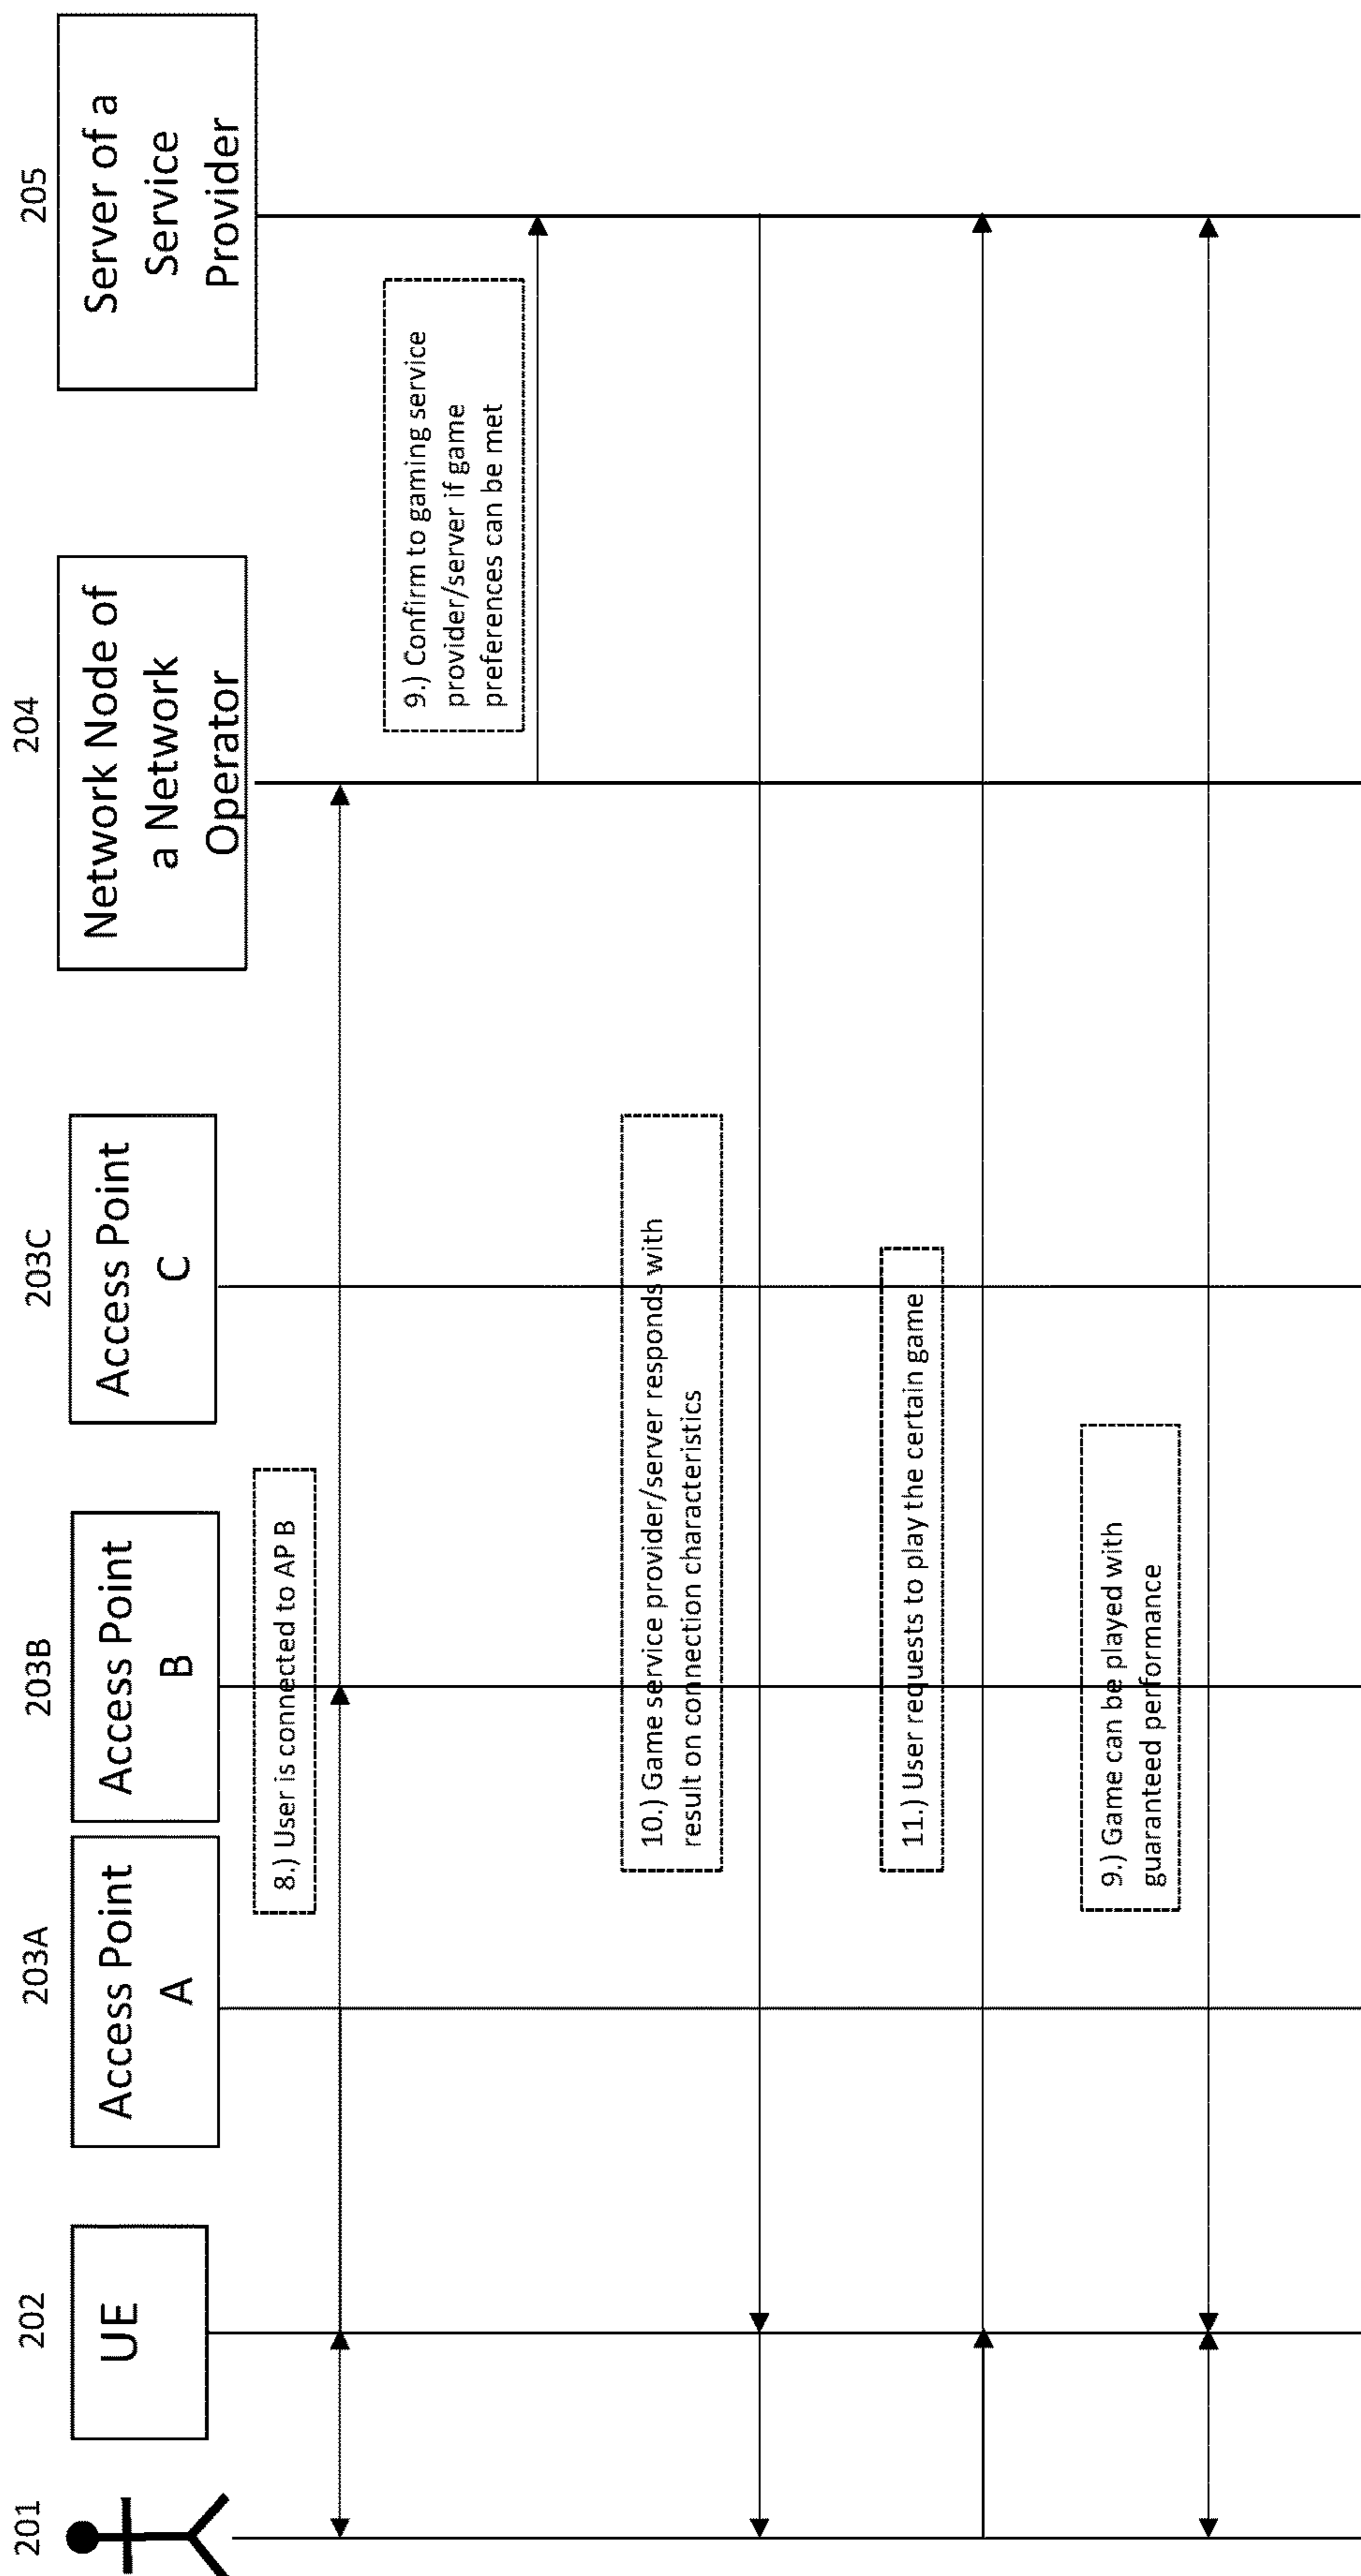 201
202
203A
203B
203C
204
205
UE
Access Point
A
Access Point
B
Access Point
C
Network Node of
a Network
Operator
Server of a
Service
Provider
8.) User is connected to AP B
9.) Confirm to gaming service
provider/server if game
preferences can be met
10.) Game service provider/server responds with
result on connection characteristics
11.) User requests to play the certain game
9.) Game can be played with
guaranteed performance